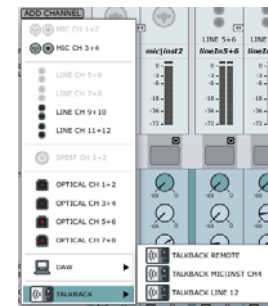 ADD CHANNEL
MIC CH 1+2
MIC CH 3+4
LINE CH 5+6
LINE CH 7+8
LINE CH 9+10
LINE CH 11+12
SPDIF CH 1+2
OPTICAL CH 1+2
OPTICAL CH 3+4
OPTICAL CH 5+6
OPTICAL CH 7+8
DAW
TALKBACK
TALKBACK REMOTE
TALKBACK MIC|INST CH4
TALKBACK LINE 12
LINE 5+6
LINE
mic|inst2
lineIn5+6
lineI